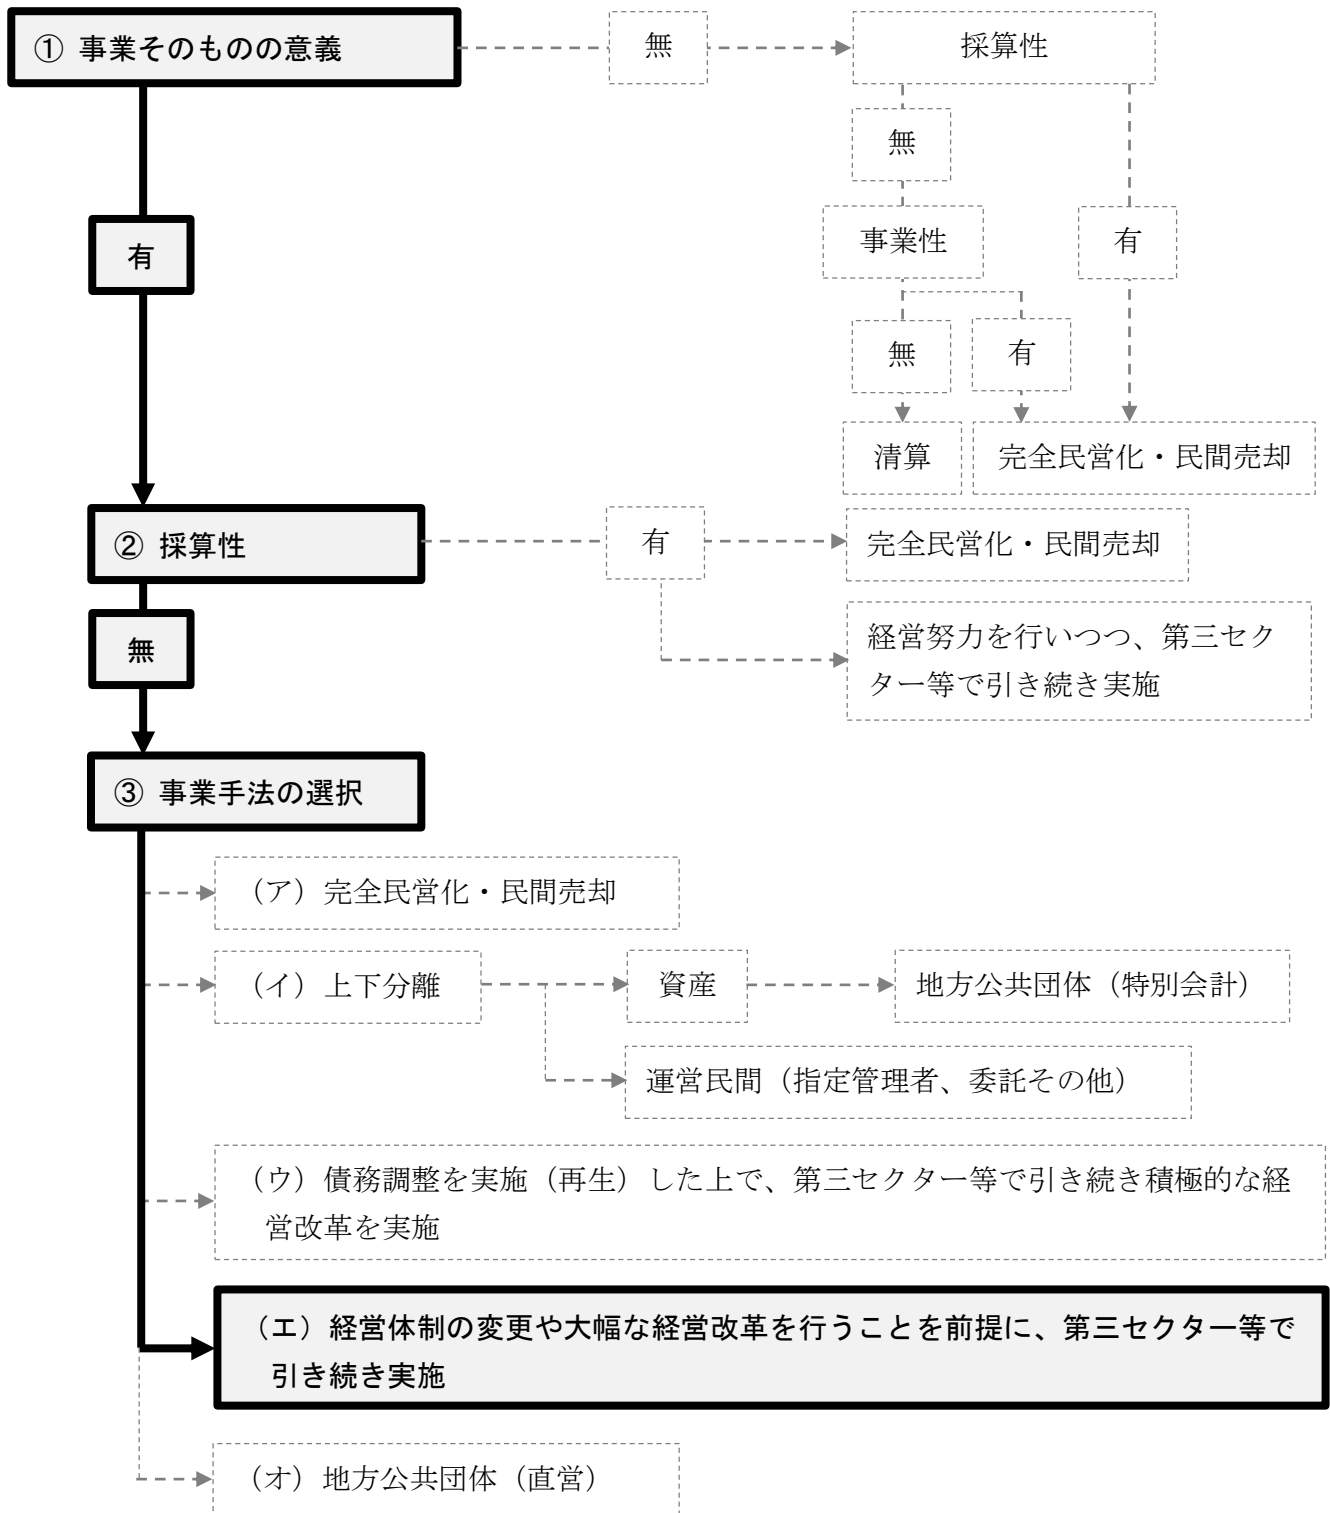 ① 事業そのものの意義
無
採算性
無
事業性
有
有
無
有
清算
完全民営化・民間売却
② 採算性
有
完全民営化・民間売却
無
経営努力を行いつつ、第三セク
ター等で引き続き実施
③ 事業手法の選択
（ア）完全民営化・民間売却
（イ）上下分離
資産
地方公共団体（特別会計）
運営民間（指定管理者、委託その他）
（ウ）債務調整を実施（再生）した上で、第三セクター等で引き続き積極的な経
営改革を実施
（エ）経営体制の変更や大幅な経営改革を行うことを前提に、第三セクター等で
引き続き実施
（オ）地方公共団体（直営）